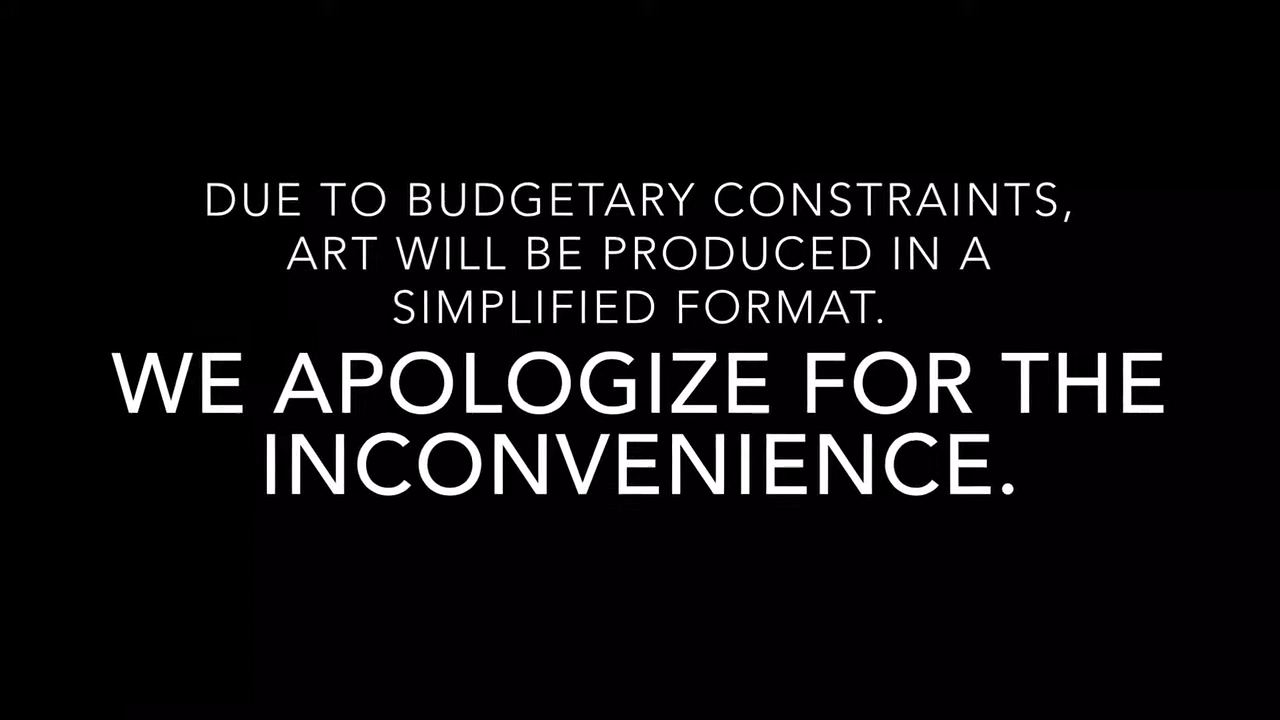 DUE TO BUDGETARY CONSTRAINTS,
ART WILL BE PRODUCED IN A
SIMPLIFIED FORMAT.
WE APOLOGIZE FOR THE
INCONVENIENCE.